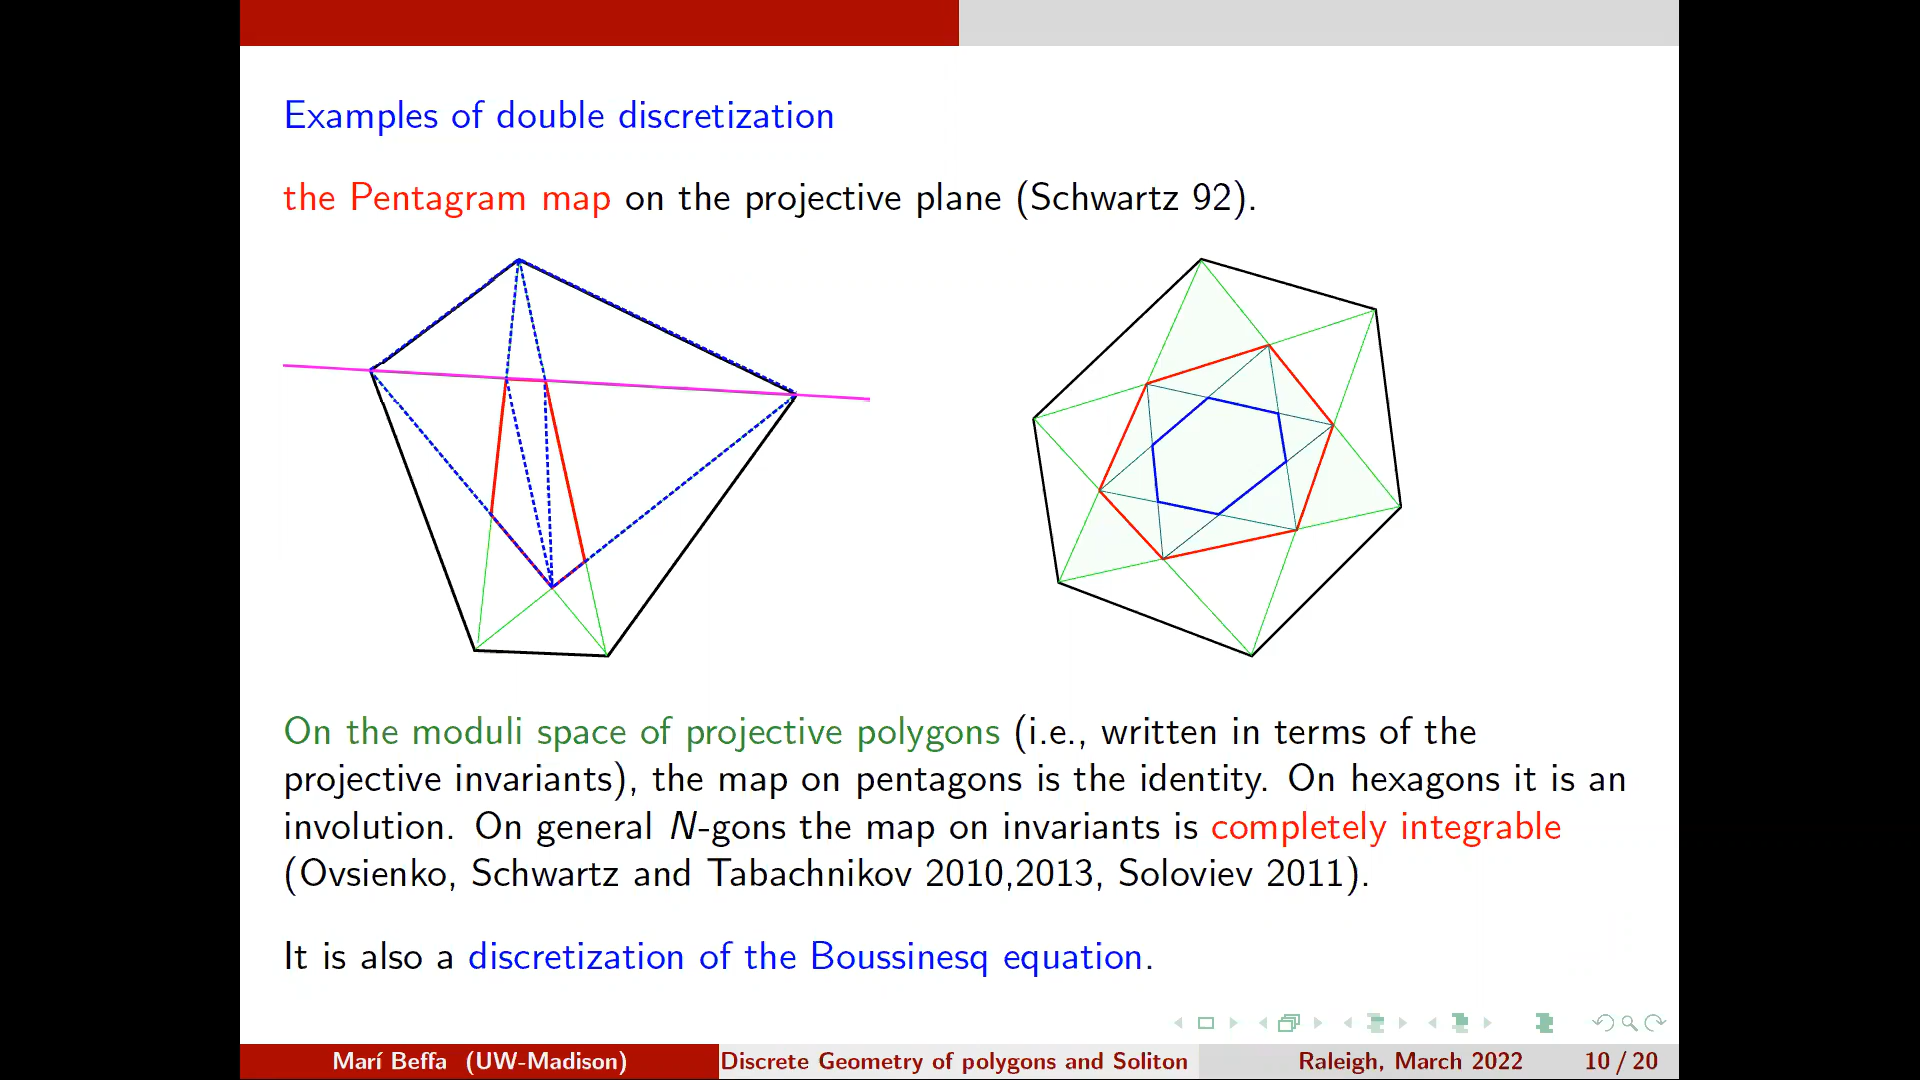 Examples of double discretization
the Pentagram map on the projective plane (Schwartz 92).
On the moduli space of projective polygons (i.e., written in terms of the
projective invariants), the map on pentagons is the identity. On hexagons it is an
involution. On general N-gons the map on invariants is completely integrable
(Ovsienko, Schwartz and Tabachnikov 2010,2013, Soloviev 2011).
It is also a discretization of the Boussinesq equation.
Marí Beffa (UW-Madison)
Discrete Geometry of polygons and Soliton
Raleigh, March 2022
10 / 20